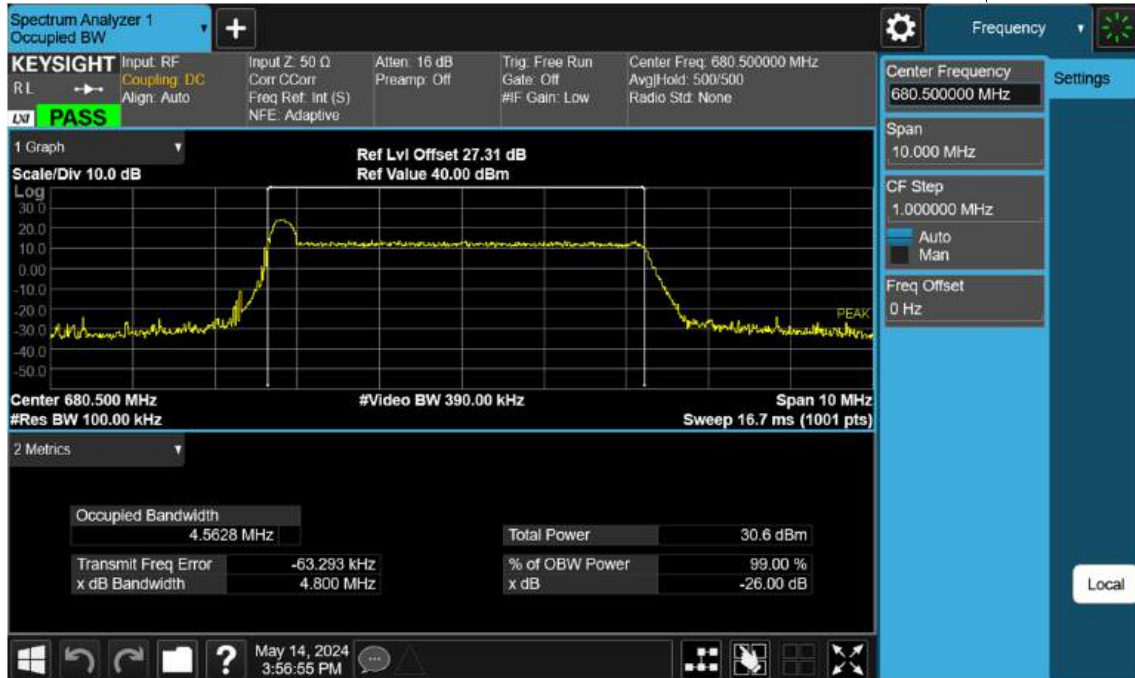 Spectrum Analyzer 1
Occupied BW
Frequency
KEYSIGHT
R L
LXI
PASS
Input: RF
Coupling: DC
Align: Auto
Input Z: 50 Ω
Corr CCorr
Freq Ref: Int (S)
NFE: Adaptive
Atten: 16 dB
Preamp: Off
Trig: Free Run
Gate: Off
#IF Gain: Low
Center Freq: 680.500000 MHz
Avg|Hold: 500/500
Radio Std: None
Center Frequency
680.500000 MHz
Settings
Span
10.000 MHz
CF Step
1.000000 MHz
Auto
Man
Freq Offset
0 Hz
1 Graph
Scale/Div 10.0 dB
Ref Lvl Offset 27.31 dB
Ref Value 40.00 dBm
Log
30.0
20.0
10.0
0.00
-10.0
-20.0
-30.0
-40.0
-50.0
PEAK
Center 680.500 MHz
#Video BW 390.00 kHz
Span 10 MHz
#Res BW 100.00 kHz
Sweep 16.7 ms (1001 pts)
2 Metrics
Occupied Bandwidth
4.5628 MHz
Total Power 30.6 dBm
Transmit Freq Error -63.293 kHz
% of OBW Power 99.00 %
x dB Bandwidth 4.800 MHz
x dB -26.00 dB
Local
?
May 14, 2024
3:56:55 PM